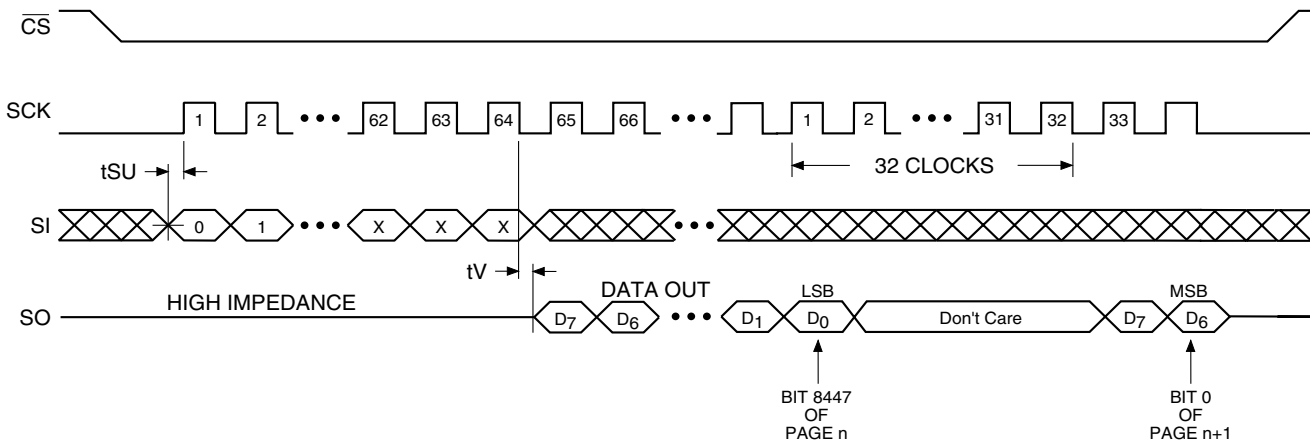 CS
SCK
1 2 ••• 62 63 64 65 66 ••• 1 2 ••• 31 32 33
tSU
32 CLOCKS
SI
0 1 ••• X X X •••
tV
HIGH IMPEDANCE
DATA OUT
LSB
MSB
SO
D7 D6 ••• D1 D0 Don't Care D7 D6
BIT 8447
OF
PAGE n
BIT 0
OF
PAGE n+1